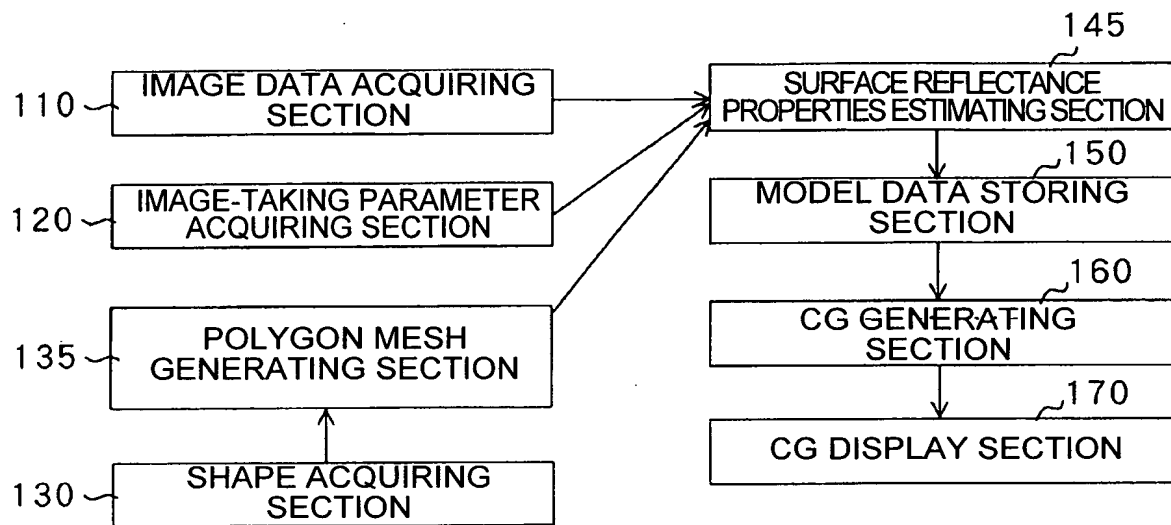 110
IMAGE DATA ACQUIRING
SECTION
120
IMAGE-TAKING PARAMETER
ACQUIRING SECTION
135
POLYGON MESH
GENERATING SECTION
130
SHAPE ACQUIRING
SECTION
145
SURFACE REFLECTANCE
PROPERTIES ESTIMATING SECTION
150
MODEL DATA STORING
SECTION
160
CG GENERATING
SECTION
170
CG DISPLAY SECTION